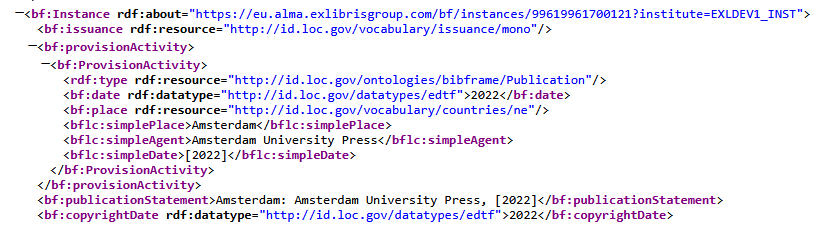 −<bf:Instance rdf:about="https://eu.alma.exlibrisgroup.com/bf/instances/99619961700121?institute=EXLDEV1_INST">
<bf:issuance rdf:resource="http://id.loc.gov/vocabulary/issuance/mono"/>
−<bf:provisionActivity>
−<bf:ProvisionActivity>
<rdf:type rdf:resource="http://id.loc.gov/ontologies/bibframe/Publication"/>
<bf:date rdf:datatype="http://id.loc.gov/datatypes/edtf">2022</bf:date>
<bf:place rdf:resource="http://id.loc.gov/vocabulary/countries/ne"/>
<bflc:simplePlace>Amsterdam</bflc:simplePlace>
<bflc:simpleAgent>Amsterdam University Press</bflc:simpleAgent>
<bflc:simpleDate>[2022]</bflc:simpleDate>
</bf:ProvisionActivity>
</bf:provisionActivity>
<bf:publicationStatement>Amsterdam: Amsterdam University Press, [2022]</bf:publicationStatement>
<bf:copyrightDate rdf:datatype="http://id.loc.gov/datatypes/edtf">2022</bf:copyrightDate>